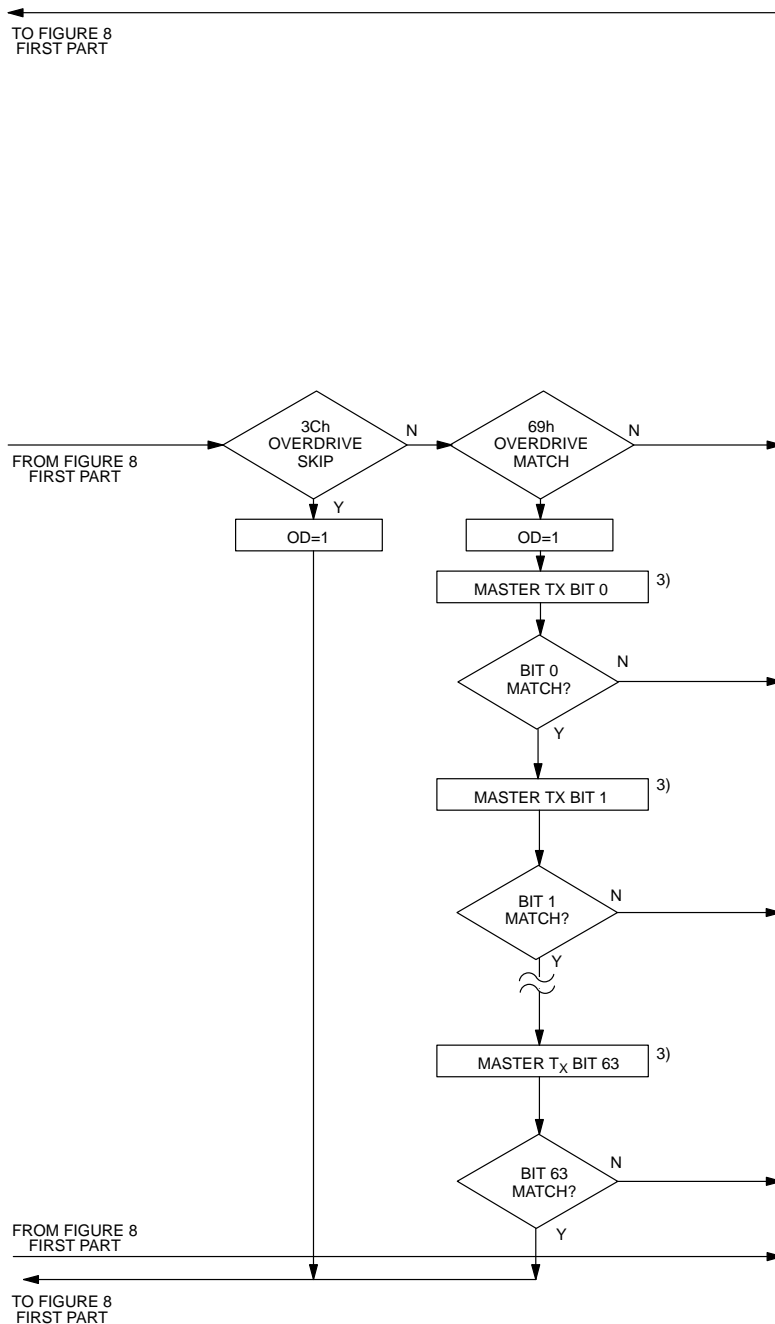 TO FIGURE 8
FIRST PART
3Ch
OVERDRIVE
SKIP
N
69h
OVERDRIVE
MATCH
N
FROM FIGURE 8
FIRST PART
Y
OD=1
OD=1
MASTER TX BIT 0
3)
BIT 0
MATCH?
N
Y
MASTER TX BIT 1
3)
BIT 1
MATCH?
N
Y
MASTER TX BIT 63
3)
BIT 63
MATCH?
N
Y
FROM FIGURE 8
FIRST PART
TO FIGURE 8
FIRST PART